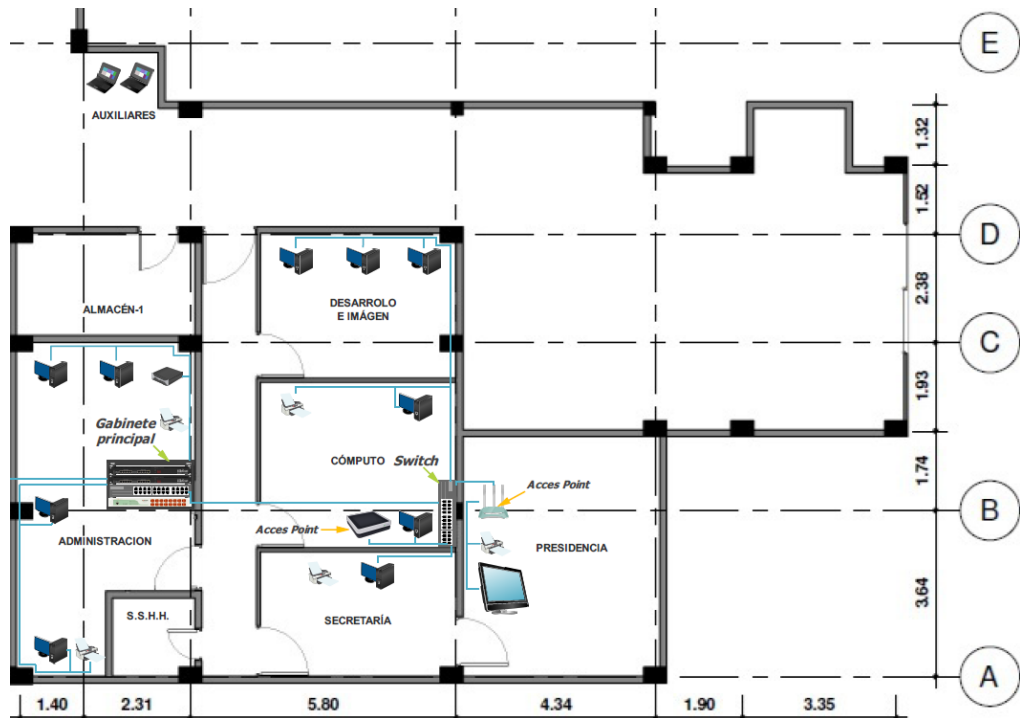 E
AUXILIARES
1.32
1.52
D
ALMACÉN-1
DESARROLO
E IMÁGEN
2.38
C
1.93
Gabinete
principal
CÓMPUTO
Switch
1.74
Acces Point
B
Acces Point
ADMINISTRACION
PRESIDENCIA
3.64
S.S.H.H.
SECRETARÍA
A
1.40
2.31
5.80
4.34
1.90
3.35